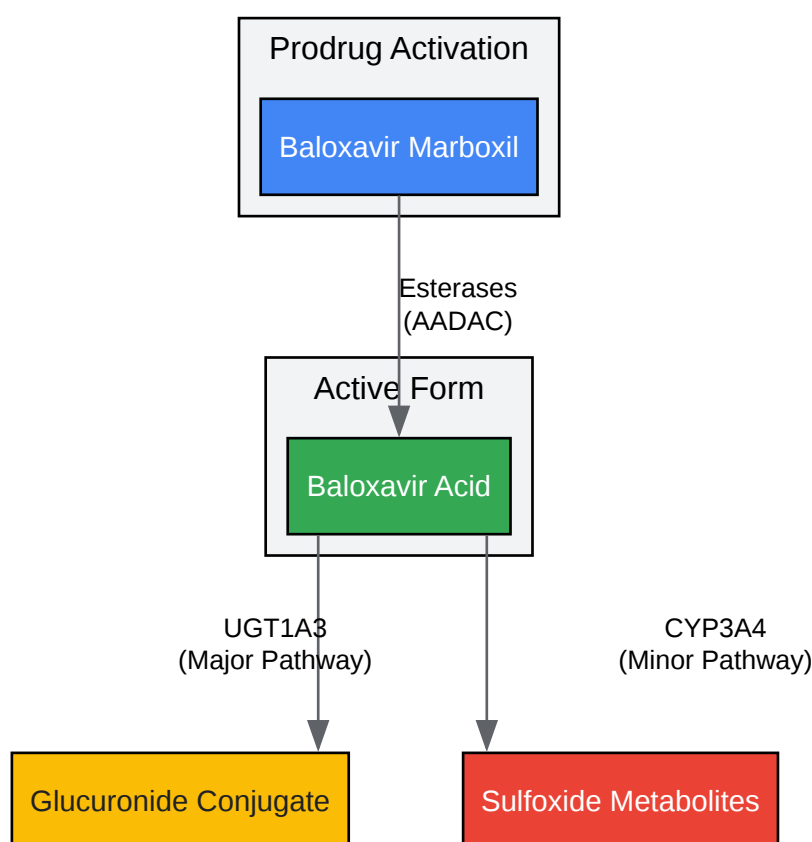 Prodrug Activation
Baloxavir Marboxil
Esterases
(AADAC)
Active Form
Baloxavir Acid
UGT1A3
(Major Pathway)
CYP3A4
(Minor Pathway)
Glucuronide Conjugate
Sulfoxide Metabolites